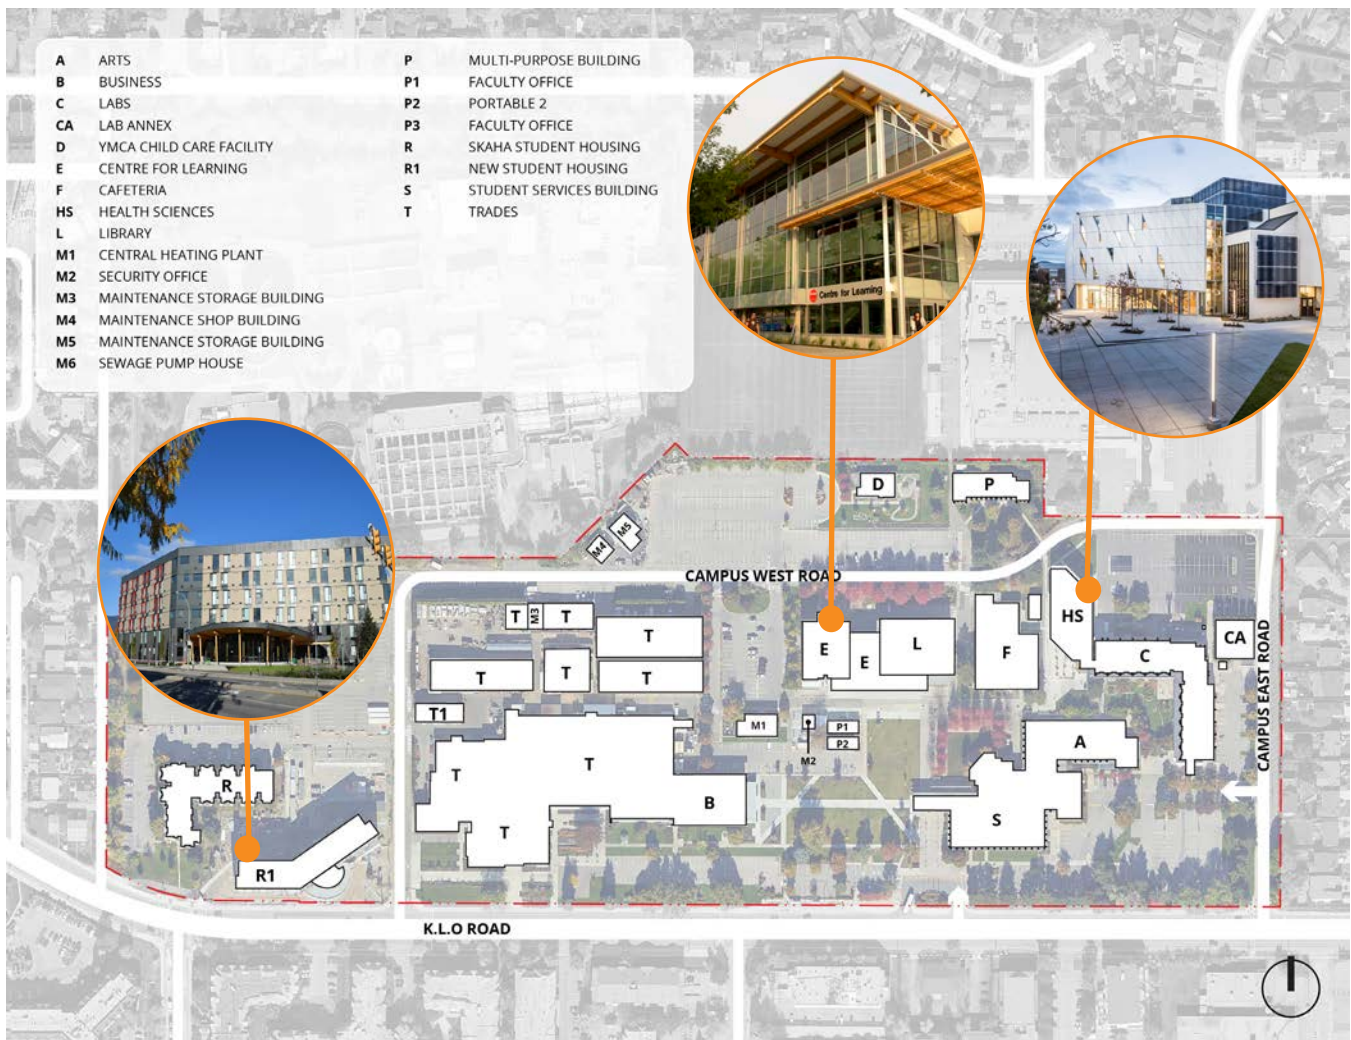 A ARTS
B BUSINESS
C LABS
CA LAB ANNEX
D YMCA CHILD CARE FACILITY
E CENTRE FOR LEARNING
F CAFETERIA
HS HEALTH SCIENCES
L LIBRARY
M1 CENTRAL HEATING PLANT
M2 SECURITY OFFICE
M3 MAINTENANCE STORAGE BUILDING
M4 MAINTENANCE SHOP BUILDING
M5 MAINTENANCE STORAGE BUILDING
M6 SEWAGE PUMP HOUSE
P MULTI-PURPOSE BUILDING
P1 FACULTY OFFICE
P2 PORTABLE 2
P3 FACULTY OFFICE
R SKAHA STUDENT HOUSING
R1 NEW STUDENT HOUSING
S STUDENT SERVICES BUILDING
T TRADES
Centre for Learning
D
P
M5
M4
CAMPUS WEST ROAD
T
M3
T
T
HS
CA
E
L
F
C
E
T
T
T
T1
M1
P1
P2
M2
A
CAMPUS EAST ROAD
T
T
R
B
T
S
R1
K.L.O ROAD